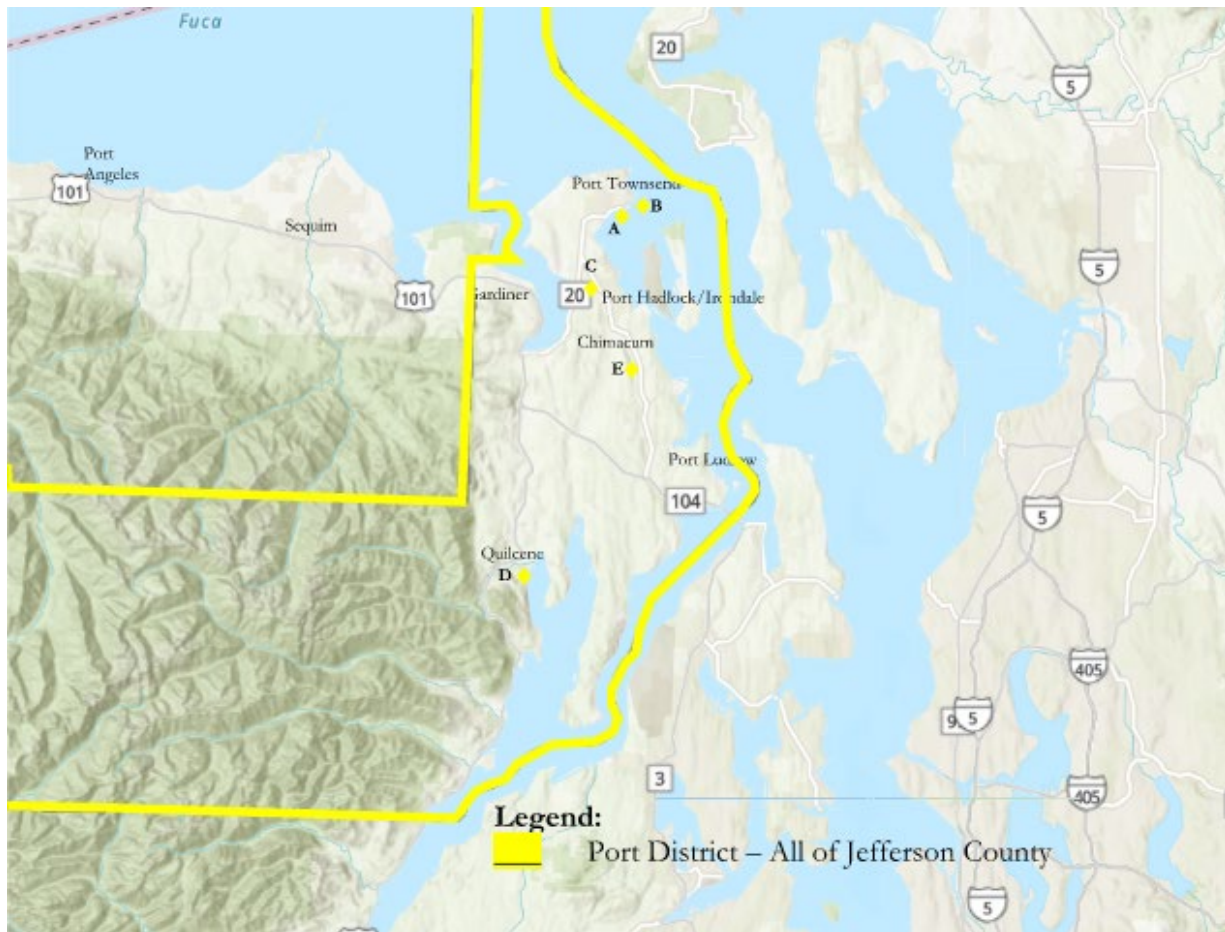 Fuca
20
5
Port
Angeles
101
Port Townsend
B
A
Sequim
5
C
101
Gardiner
20
Port Hadlock/Irondale
Chimacum
E
Port Ludlow
104
5
Quilcene
D
405
5
3
405
Legend:
Port District – All of Jefferson County
5